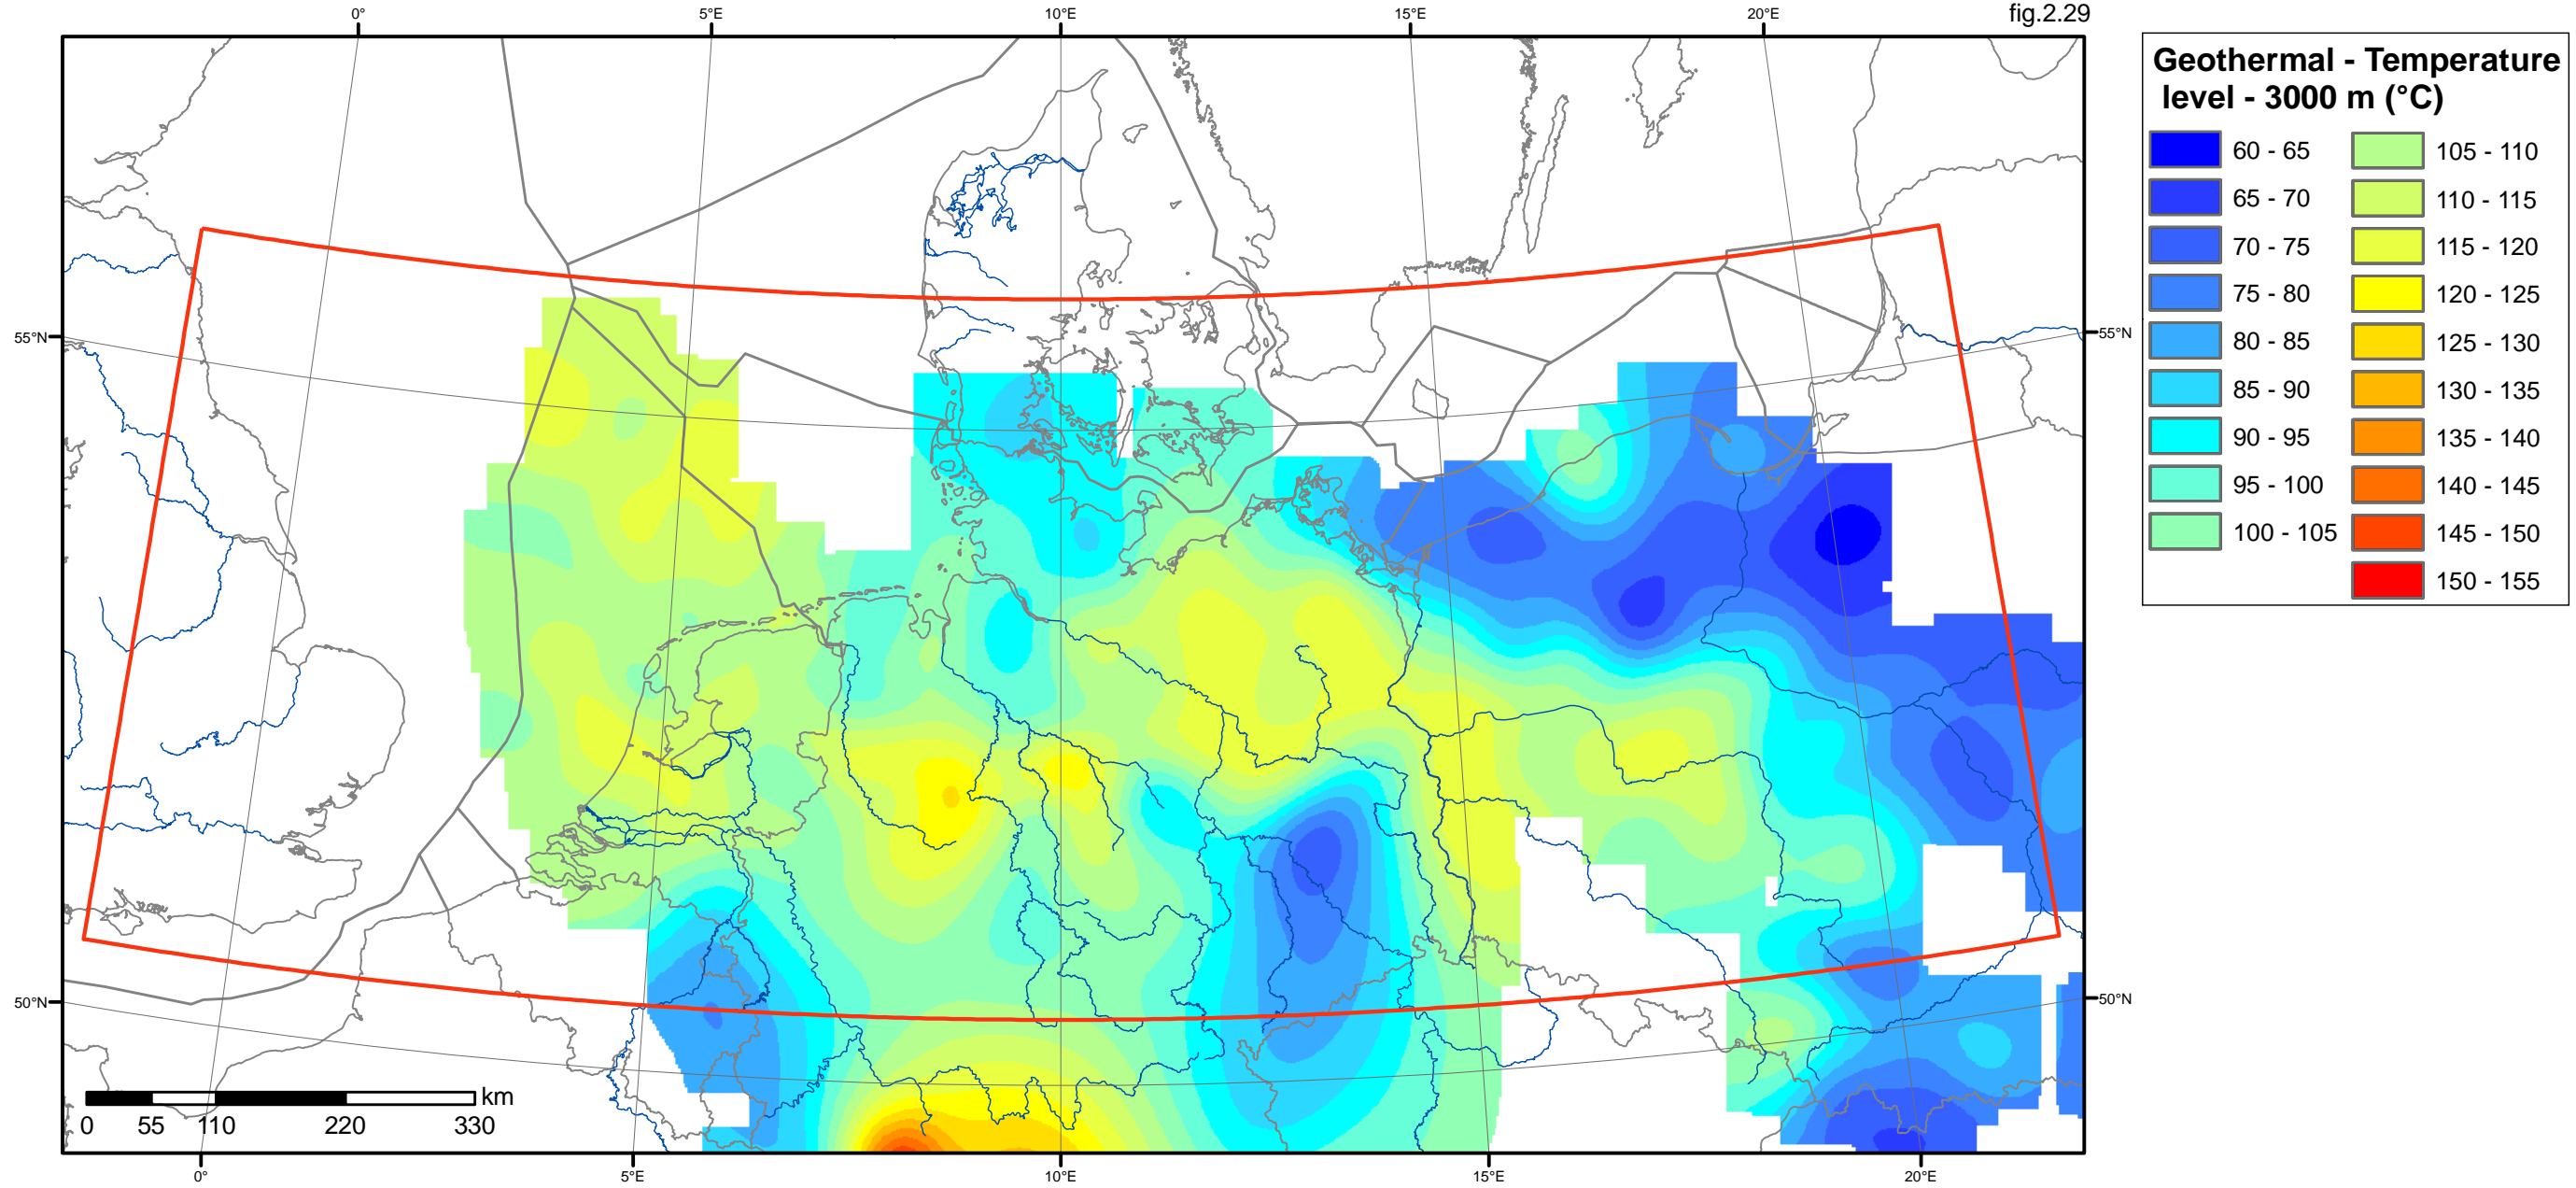 0° 5°E 10°E 15°E 20°E
fig.2.29
Geothermal - Temperature
level - 3000 m (°C)
60 - 65 105 - 110
65 - 70 110 - 115
70 - 75 115 - 120
75 - 80 120 - 125
80 - 85 125 - 130
85 - 90 130 - 135
90 - 95 135 - 140
95 - 100 140 - 145
100 - 105 145 - 150
150 - 155
55°N 55°N
50°N 50°N
km
0 55 110 220 330
0° 5°E 10°E 15°E 20°E